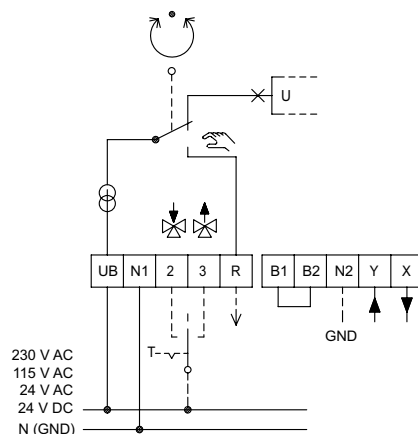 U
UB N1 2 3 R B1 B2 N2 Y X
GND
T
230 V AC
115 V AC
24 V AC
24 V DC
N (GND)